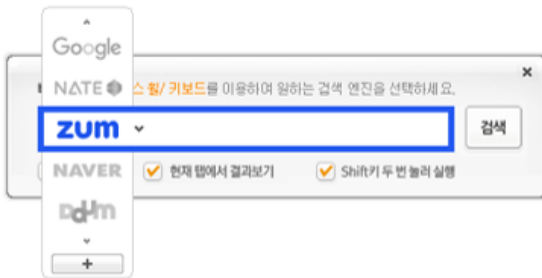 Google
NATE 스 휠/ 키보드를 이용하여 원하는 검색 엔진을 선택하세요.
zum 검색
NAVER 현재 탭에서 결과보기 Shift키 두 번 눌러 실행
Daum
+